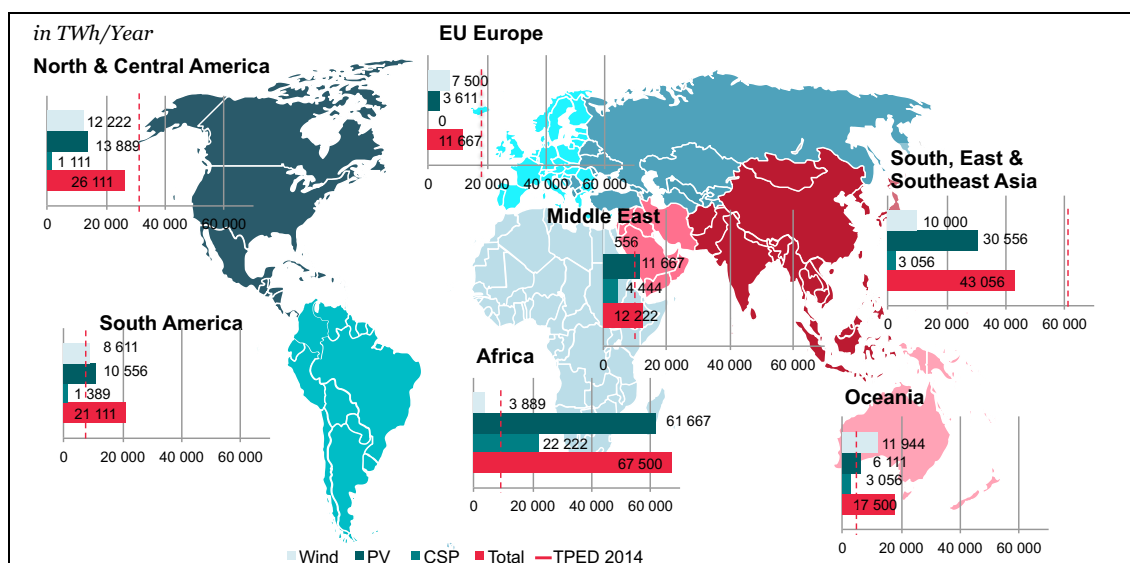 in TWh/Year
North & Central America
12 222
13 889
1 111
26 111
0 20 000 40 000 60 000
EU Europe
7 500
3 611
0
11 667
0 20 000 40 000 60 000
South, East &
Southeast Asia
10 000
30 556
3 056
43 056
0 20 000 40 000 60 000
Middle East
556
11 667
4 444
12 222
0 20 000 40 000 60 000
South America
8 611
10 556
1 389
21 111
0 20 000 40 000 60 000
Africa
3 889
61 667
22 222
67 500
0 20 000 40 000 60 000
Oceania
11 944
6 111
3 056
17 500
0 20 000 40 000 60 000
Wind PV CSP Total TPED 2014